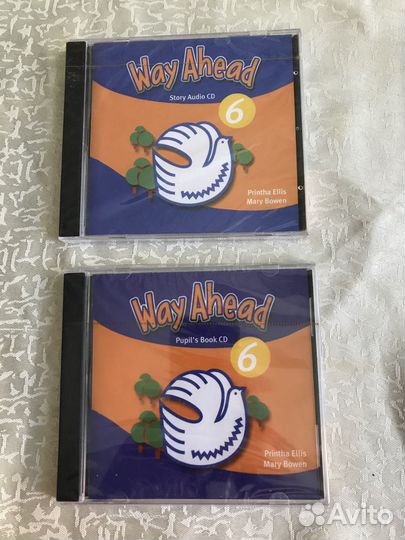 Way Ahead
Story Audio CD
6
Printha Ellis
Mary Bowen
Way Ahead
Pupil's Book CD
6
Printha Ellis
Mary Bowen
Avito